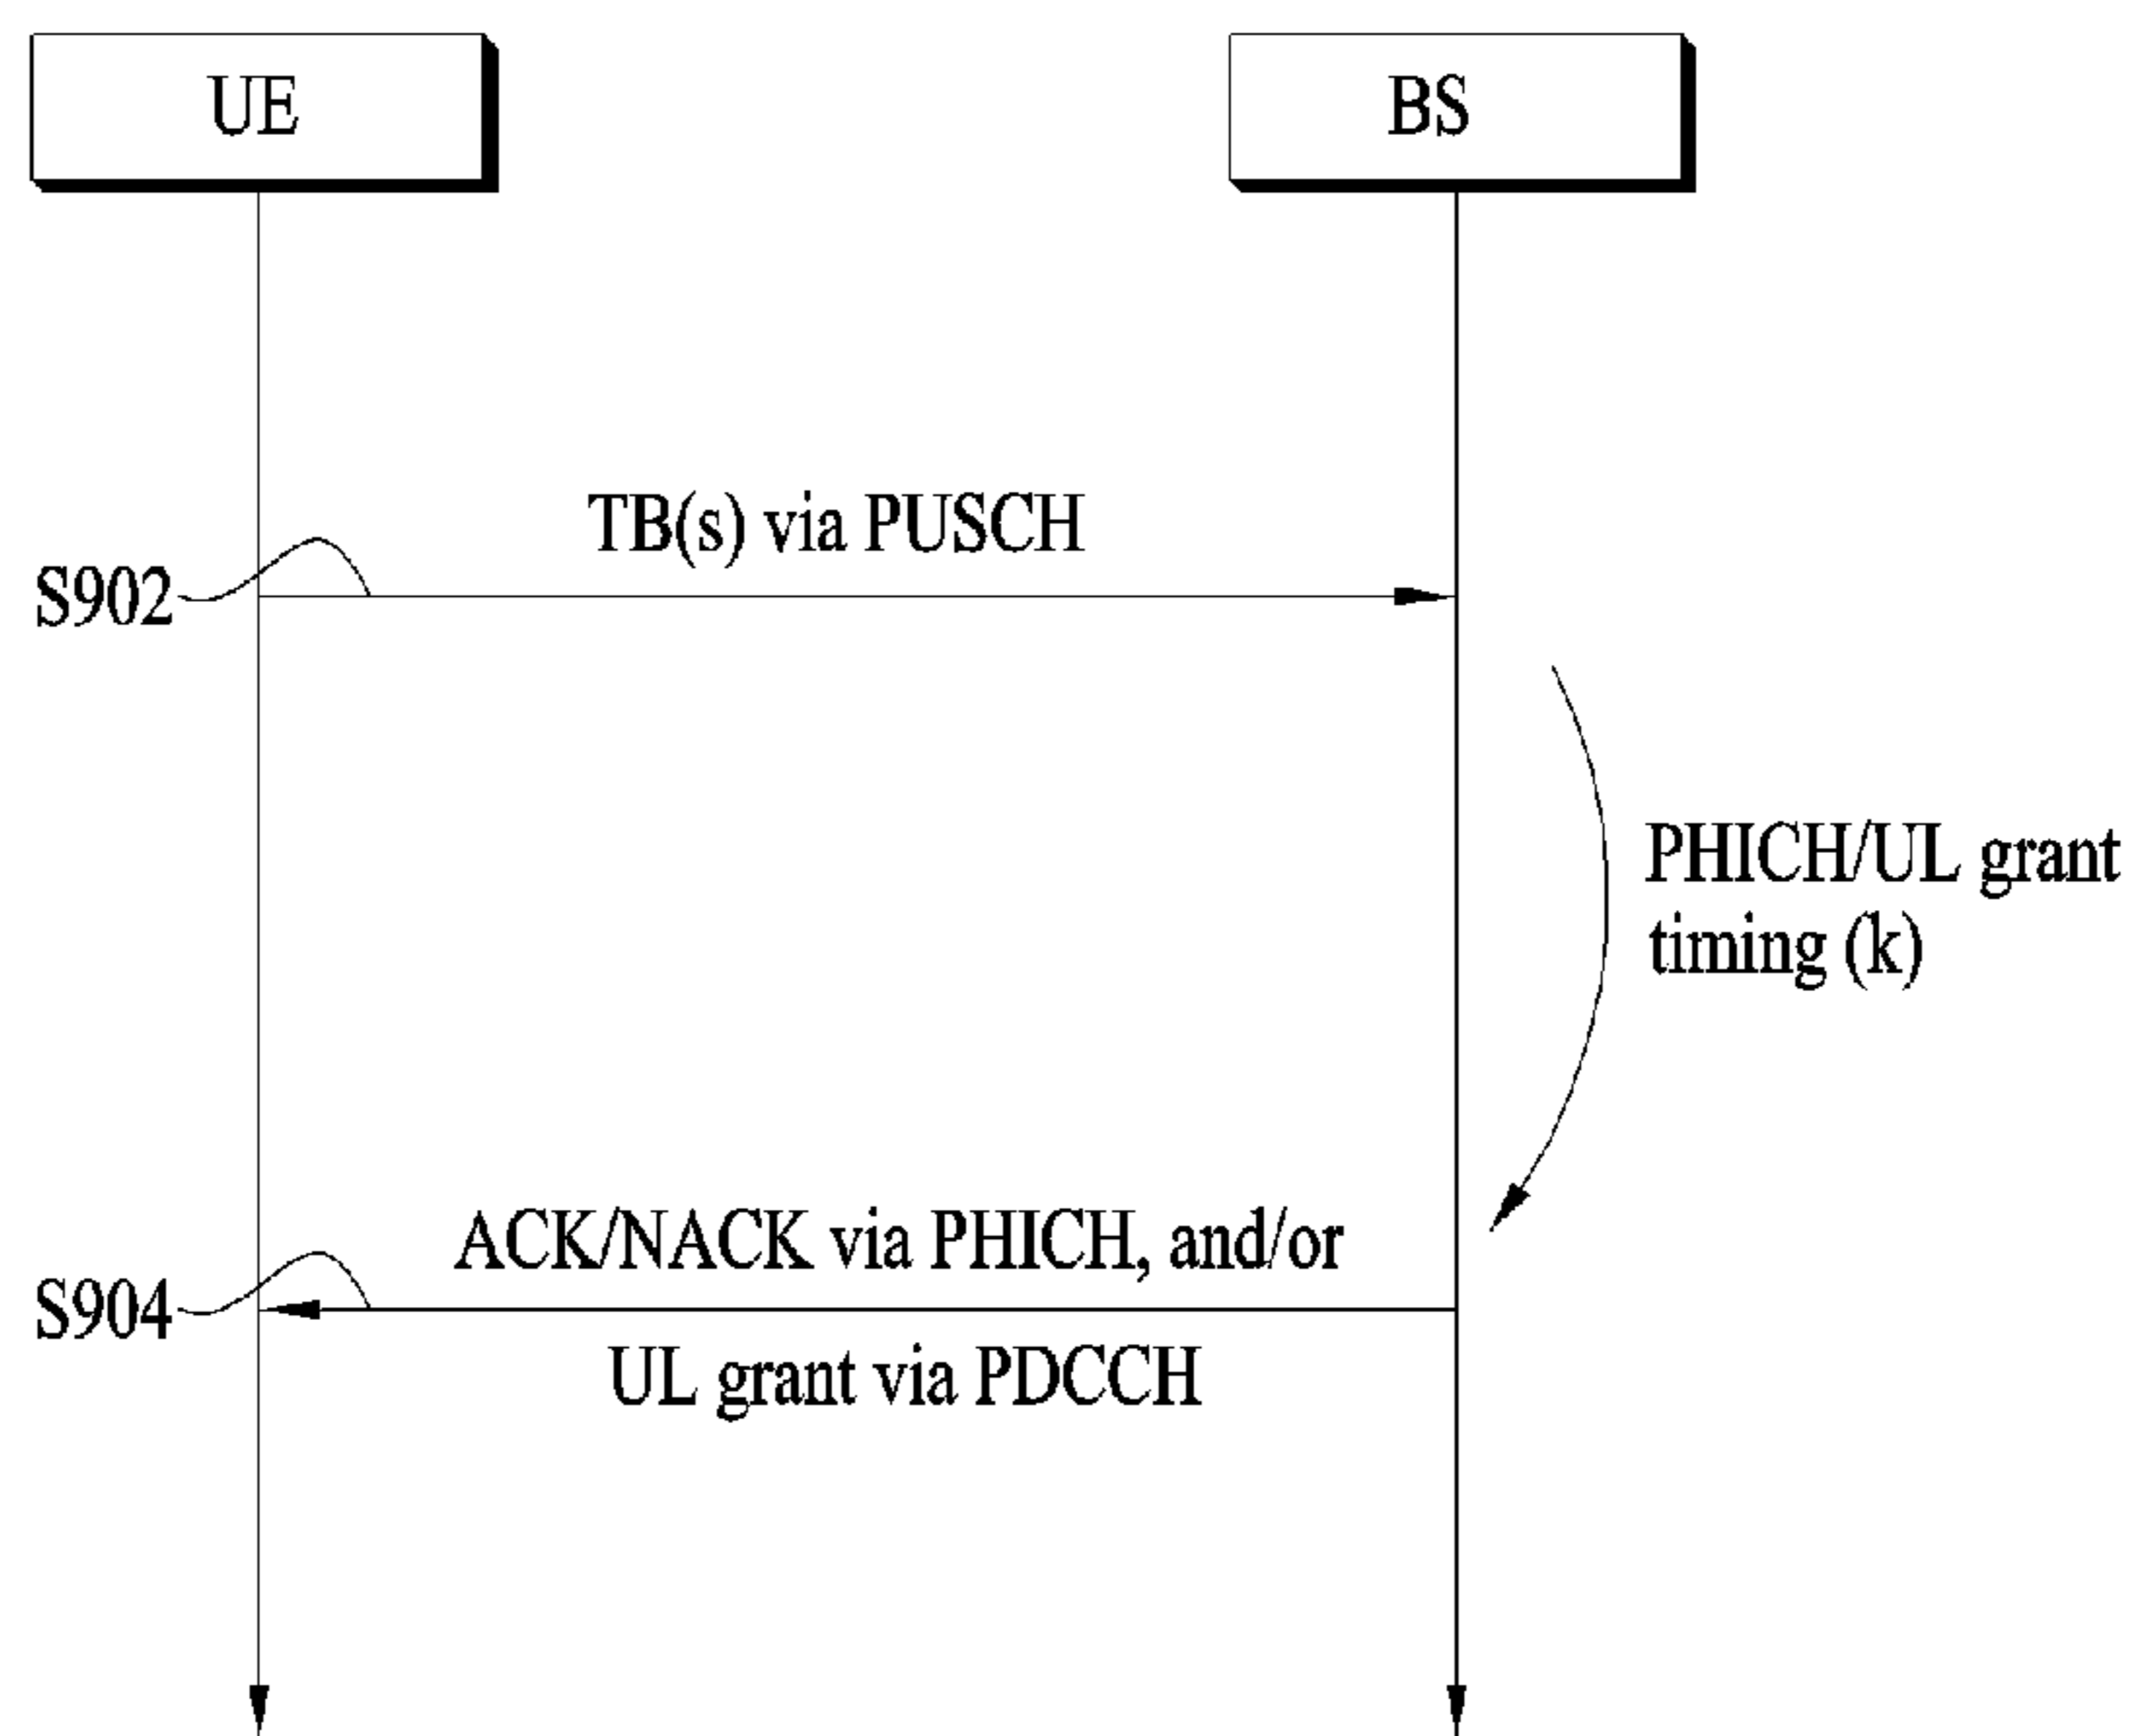 UE
BS
TB(s) via PUSCH
S902
PHICH/UL grant
timing (k)
ACK/NACK via PHICH, and/or
S904
UL grant via PDCCH